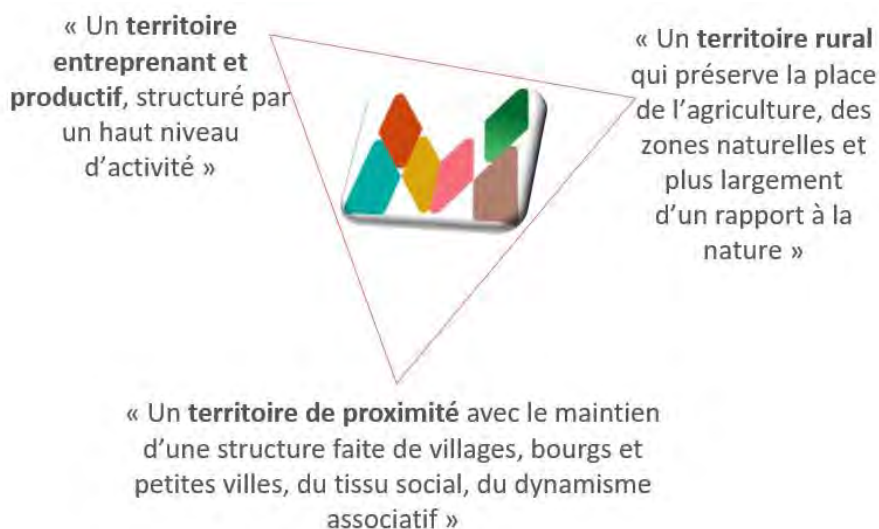 « Un territoire
entreprenant et
productif, structuré par
un haut niveau
d’activité »
« Un territoire rural
qui préserve la place
de l’agriculture, des
zones naturelles et
plus largement
d’un rapport à la
nature »
« Un territoire de proximité avec le maintien
d’une structure faite de villages, bourgs et
petites villes, du tissu social, du dynamisme
associatif »